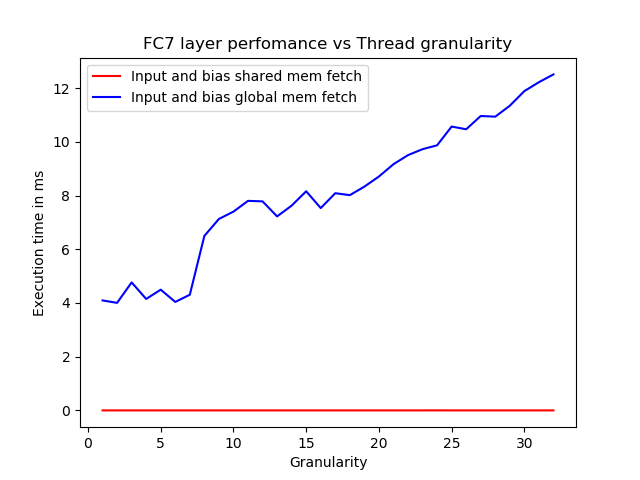 FC7 layer perfomance vs Thread granularity
Input and bias shared mem fetch
Input and bias global mem fetch
Execution time in ms
12
10
8
6
4
2
0
0 5 10 15 20 25 30
Granularity